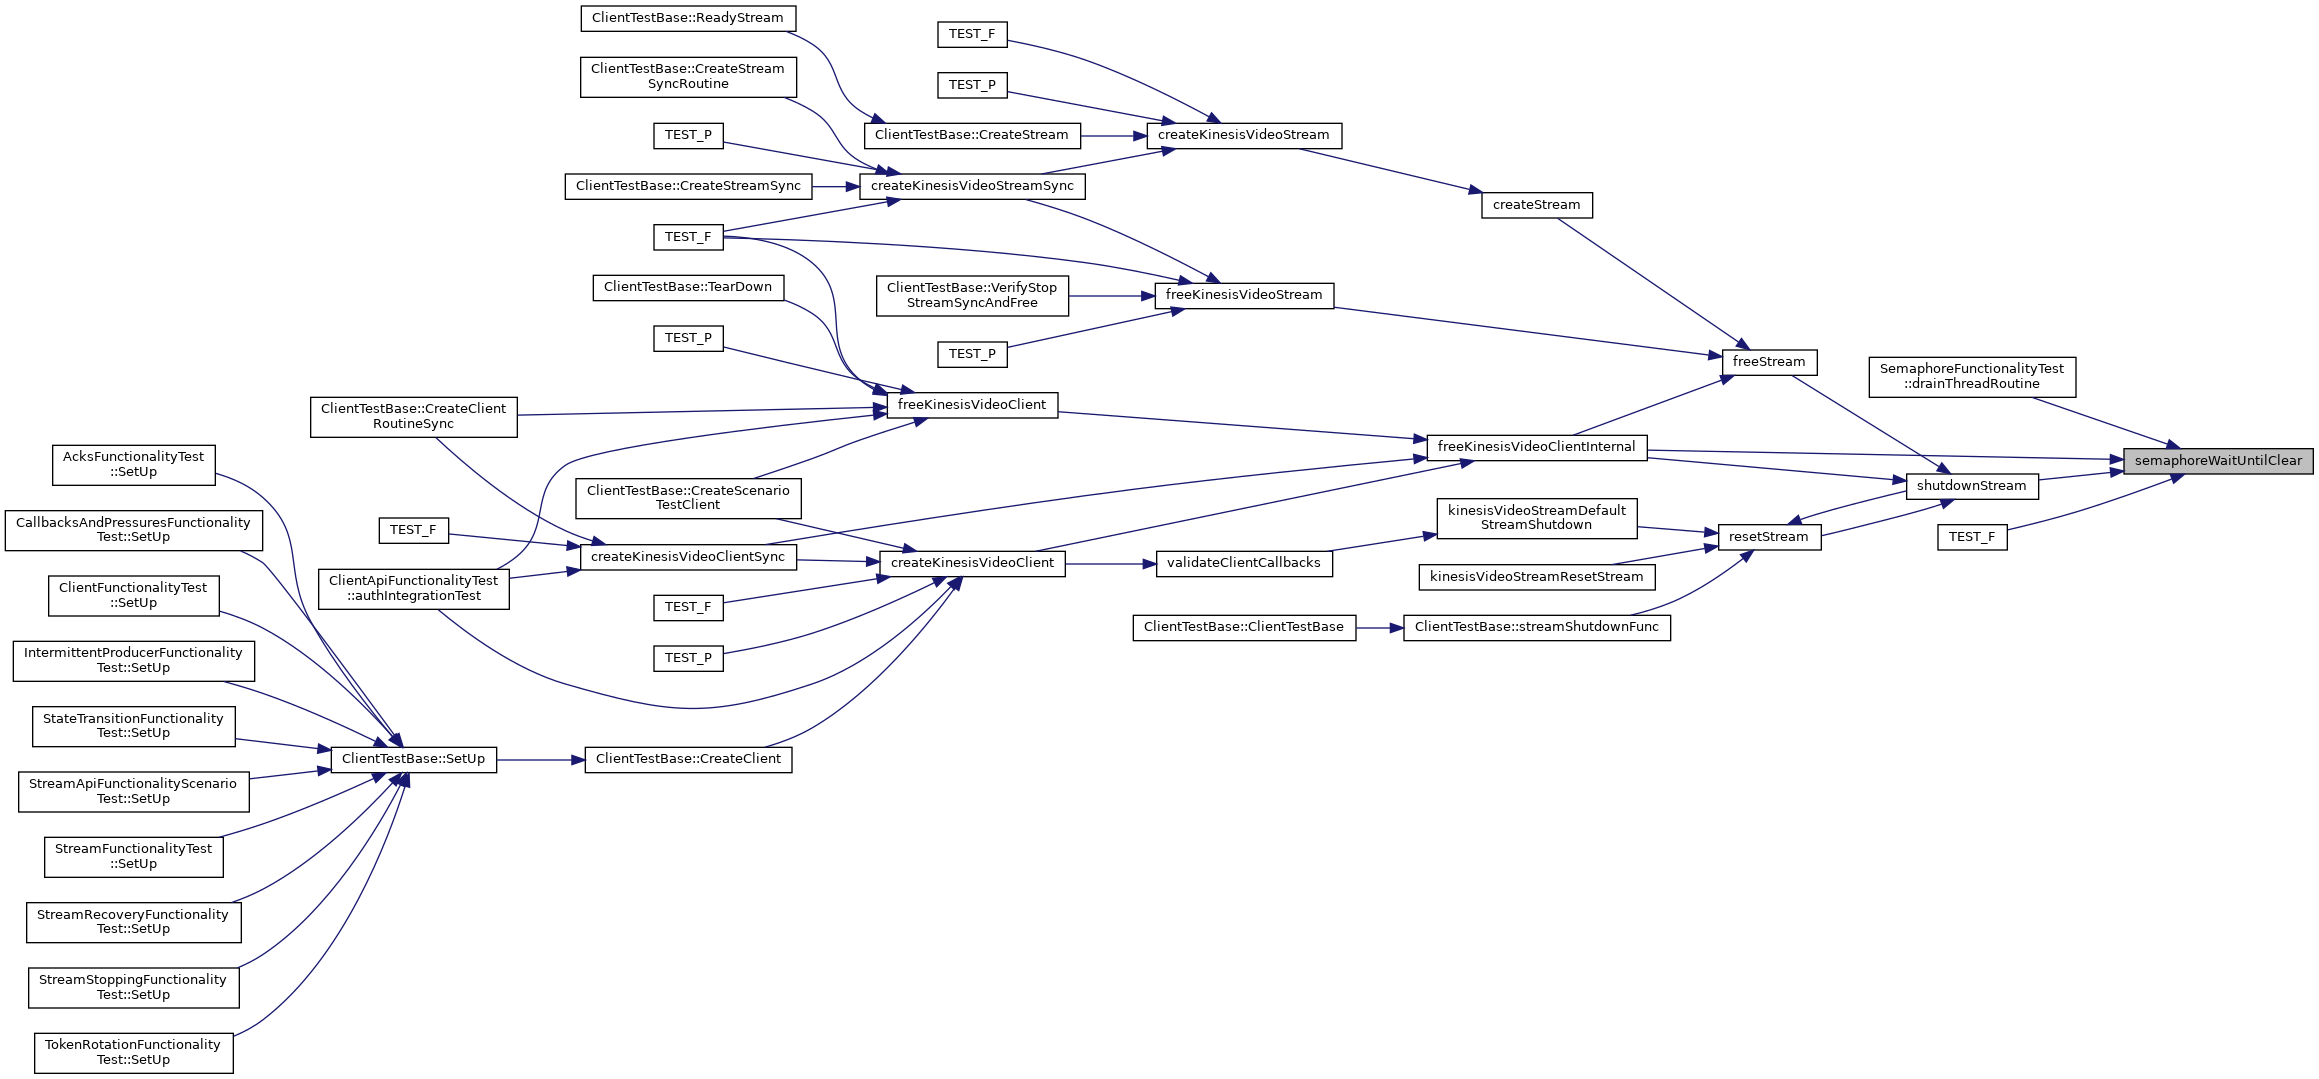 ClientTestBase::ReadyStream
ClientTestBase::CreateStream
SyncRoutine
TEST_P
ClientTestBase::CreateStreamSync
TEST_F
ClientTestBase::TearDown
TEST_P
ClientTestBase::CreateClient
RoutineSync
AcksFunctionalityTest
::SetUp
CallbacksAndPressuresFunctionality
Test::SetUp
ClientFunctionalityTest
::SetUp
IntermittentProducerFunctionality
Test::SetUp
StateTransitionFunctionality
Test::SetUp
StreamApiFunctionalityScenario
Test::SetUp
StreamFunctionalityTest
::SetUp
StreamRecoveryFunctionality
Test::SetUp
StreamStoppingFunctionality
Test::SetUp
TokenRotationFunctionality
Test::SetUp
TEST_F
ClientApiFunctionalityTest
::authIntegrationTest
ClientTestBase::SetUp
ClientTestBase::CreateScenario
TestClient
createKinesisVideoClientSync
TEST_F
TEST_P
ClientTestBase::CreateClient
TEST_F
TEST_P
ClientTestBase::CreateStream
createKinesisVideoStreamSync
ClientTestBase::VerifyStop
StreamSyncAndFree
TEST_P
freeKinesisVideoClient
createKinesisVideoClient
createKinesisVideoStream
freeKinesisVideoStream
validateClientCallbacks
ClientTestBase::ClientTestBase
createStream
freeKinesisVideoClientInternal
kinesisVideoStreamDefault
StreamShutdown
kinesisVideoStreamResetStream
ClientTestBase::streamShutdownFunc
freeStream
resetStream
SemaphoreFunctionalityTest
::drainThreadRoutine
shutdownStream
TEST_F
semaphoreWaitUntilClear